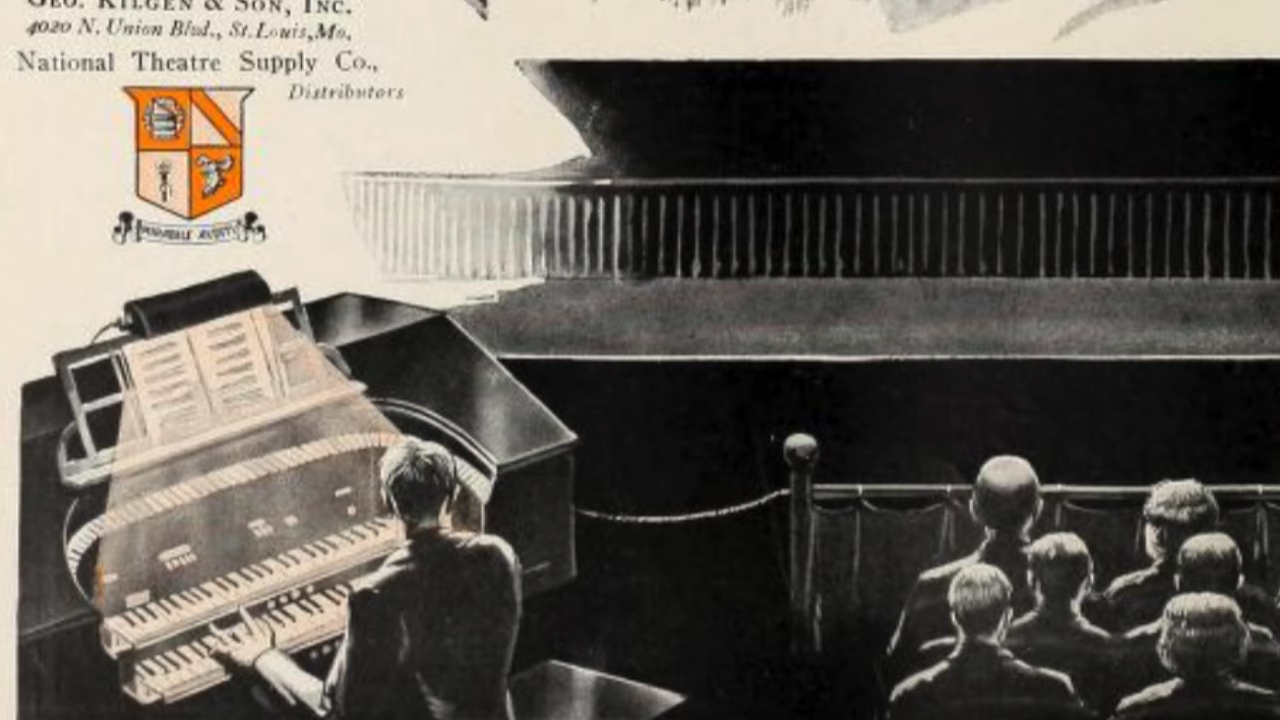 GEO. KILGEN & SON, INC.
4020 N. Union Blvd., St. Louis, Mo.
National Theatre Supply Co.,
Distributors